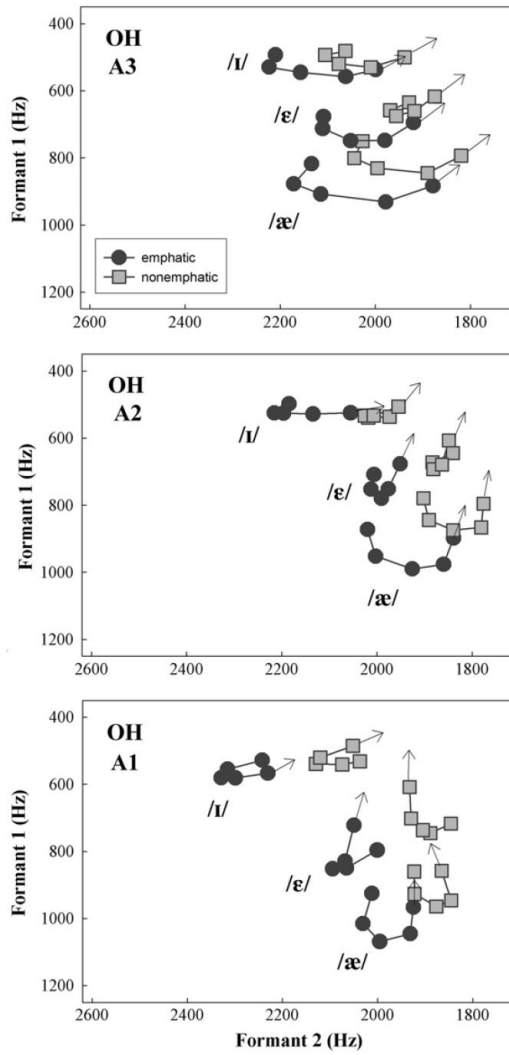 OH
A3
/ɪ/
/ɛ/
/æ/
emphatic
nonemphatic
Formant 1 (Hz)
400
600
800
1000
1200
2600 2400 2200 2000 1800
OH
A2
/ɪ/
/ɛ/
/æ/
Formant 1 (Hz)
400
600
800
1000
1200
2600 2400 2200 2000 1800
OH
A1
/ɪ/
/ɛ/
/æ/
Formant 1 (Hz)
400
600
800
1000
1200
2600 2400 2200 2000 1800
Formant 2 (Hz)